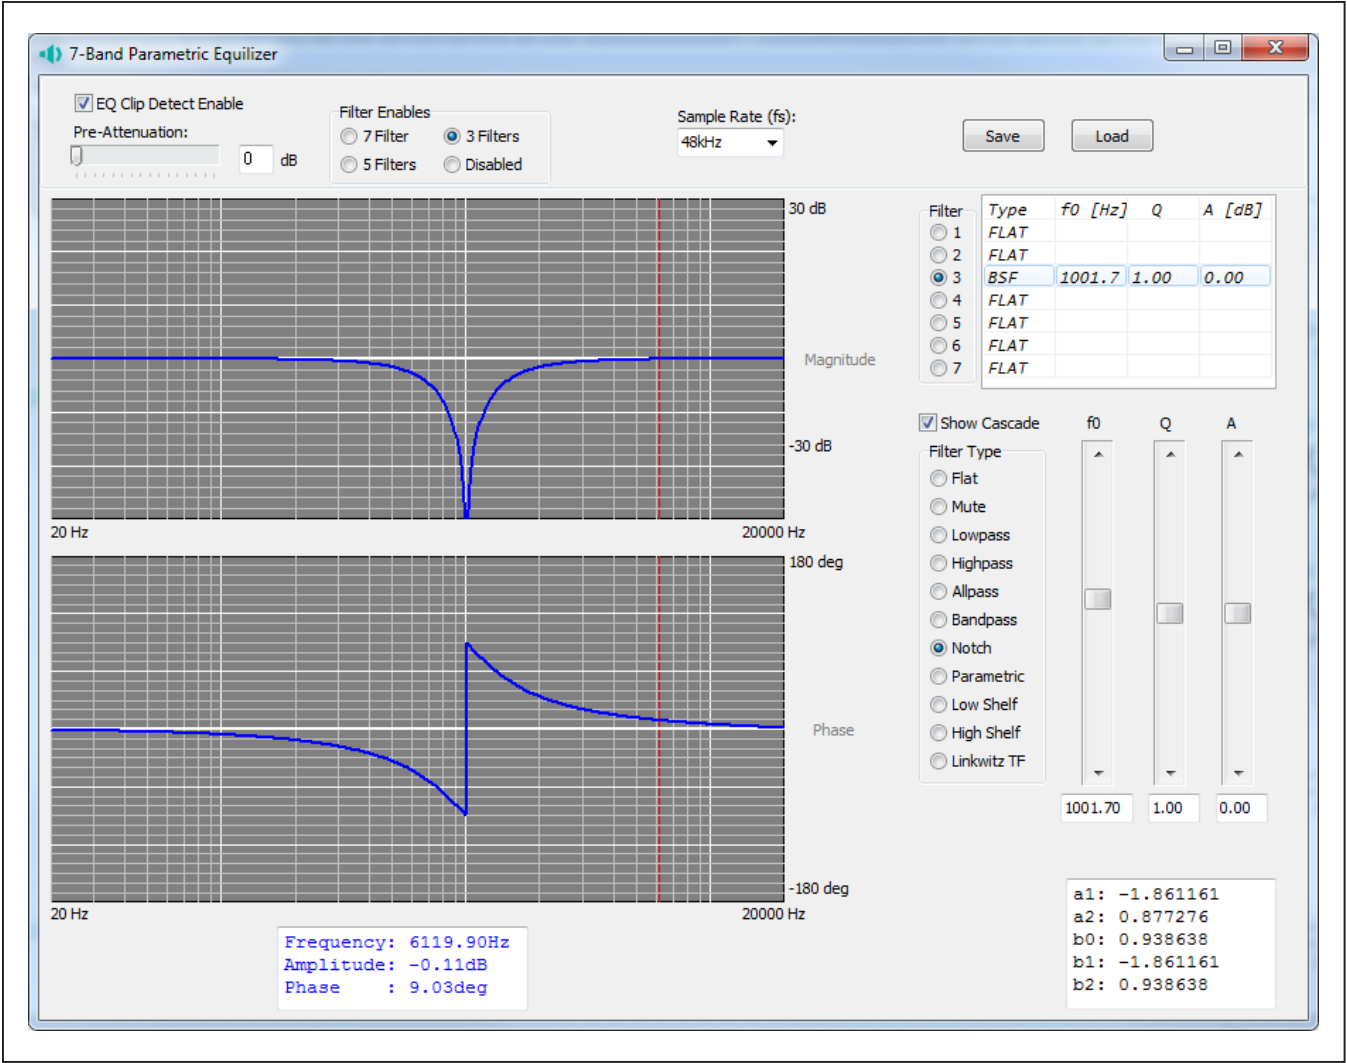 7-Band Parametric Equilizer
EQ Clip Detect Enable
Pre-Attenuation:
0 dB
Filter Enables
7 Filter 3 Filters
5 Filters Disabled
Sample Rate (fs):
48kHz
Save Load
30 dB
Magnitude
-30 dB
20 Hz 20000 Hz
180 deg
Phase
-180 deg
20 Hz 20000 Hz
Frequency: 6119.90Hz
Amplitude: -0.11dB
Phase : 9.03deg
Filter Type f0 [Hz] Q A [dB]
1 FLAT
2 FLAT
3 BSF 1001.7 1.00 0.00
4 FLAT
5 FLAT
6 FLAT
7 FLAT
Show Cascade f0 Q A
Filter Type
Flat
Mute
Lowpass
Highpass
Allpass
Bandpass
Notch
Parametric
Low Shelf
High Shelf
Linkwitz TF
1001.70 1.00 0.00
a1: -1.861161
a2: 0.877276
b0: 0.938638
b1: -1.861161
b2: 0.938638